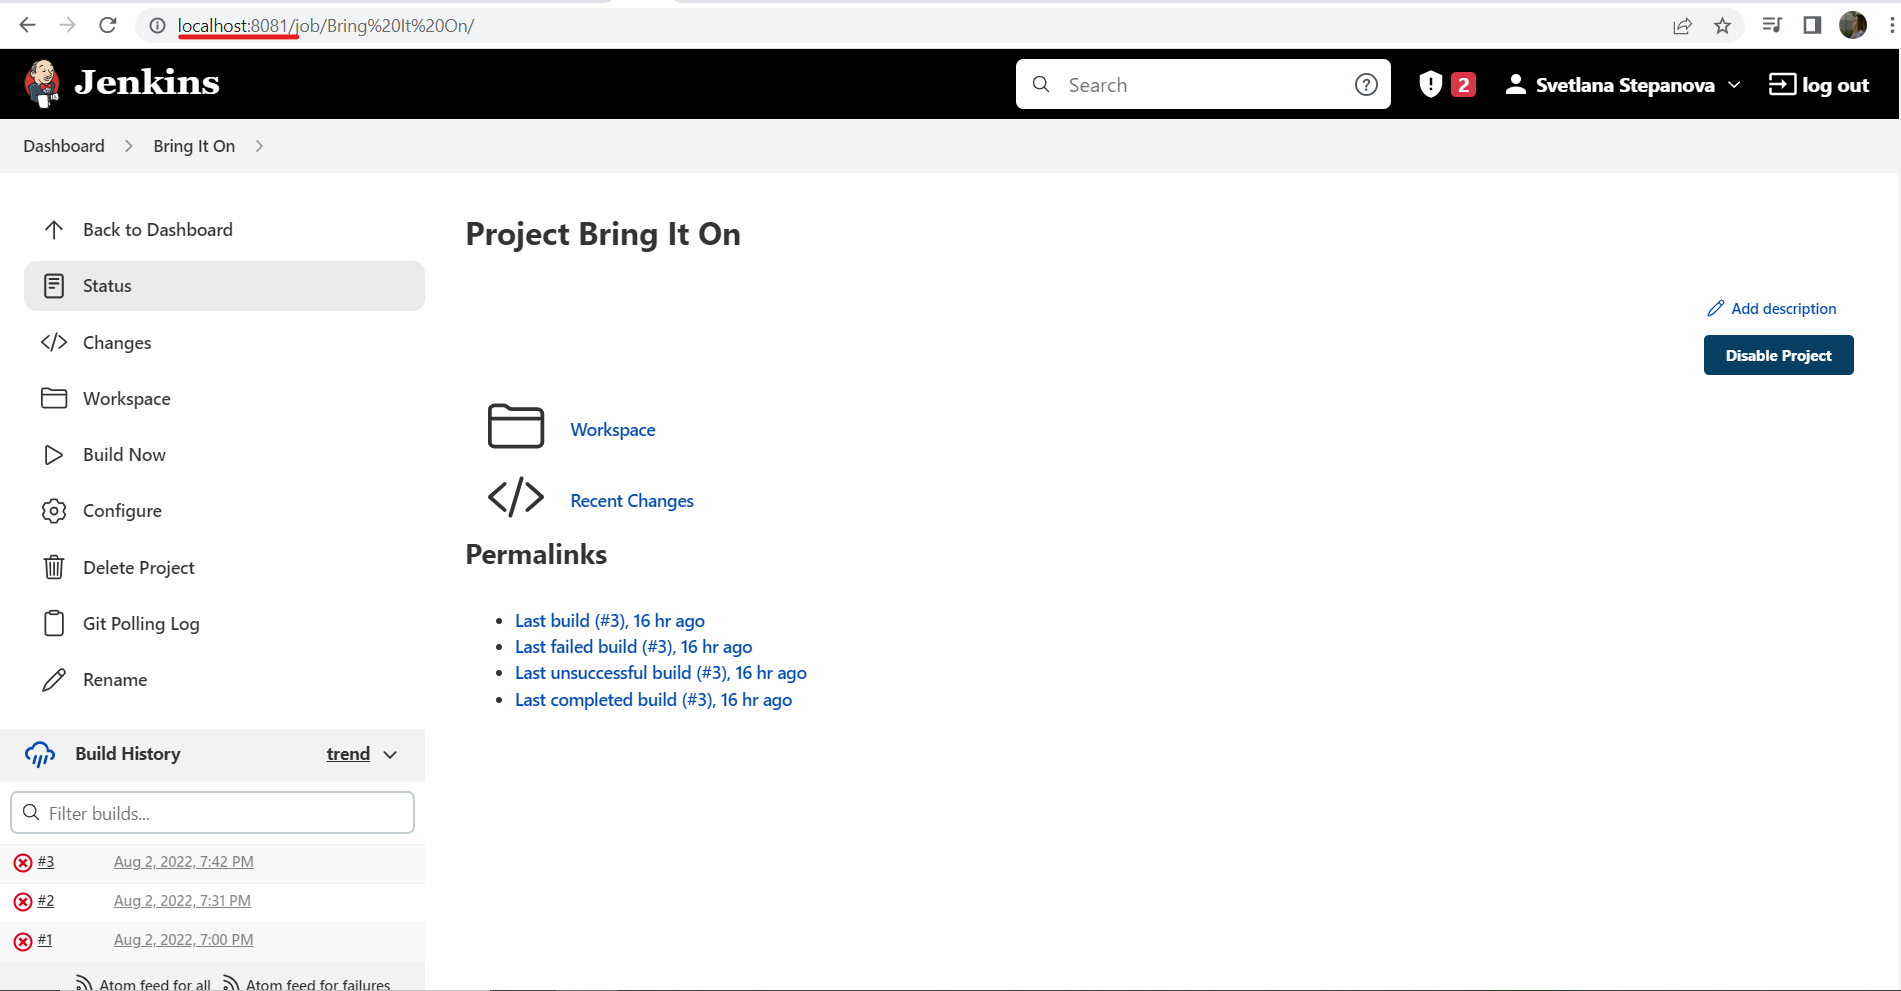 localhost:8081/job/Bring%20It%20On/
Jenkins
Search
2
Svetlana Stepanova
log out
Dashboard
Bring It On
Back to Dashboard
Status
Changes
Workspace
Build Now
Configure
Delete Project
Git Polling Log
Rename
Build History
trend
Filter builds...
#3 Aug 2, 2022, 7:42 PM
#2 Aug 2, 2022, 7:31 PM
#1 Aug 2, 2022, 7:00 PM
Atom feed for all Atom feed for failures
Project Bring It On
Add description
Disable Project
Workspace
Recent Changes
Permalinks
Last build (#3), 16 hr ago
Last failed build (#3), 16 hr ago
Last unsuccessful build (#3), 16 hr ago
Last completed build (#3), 16 hr ago